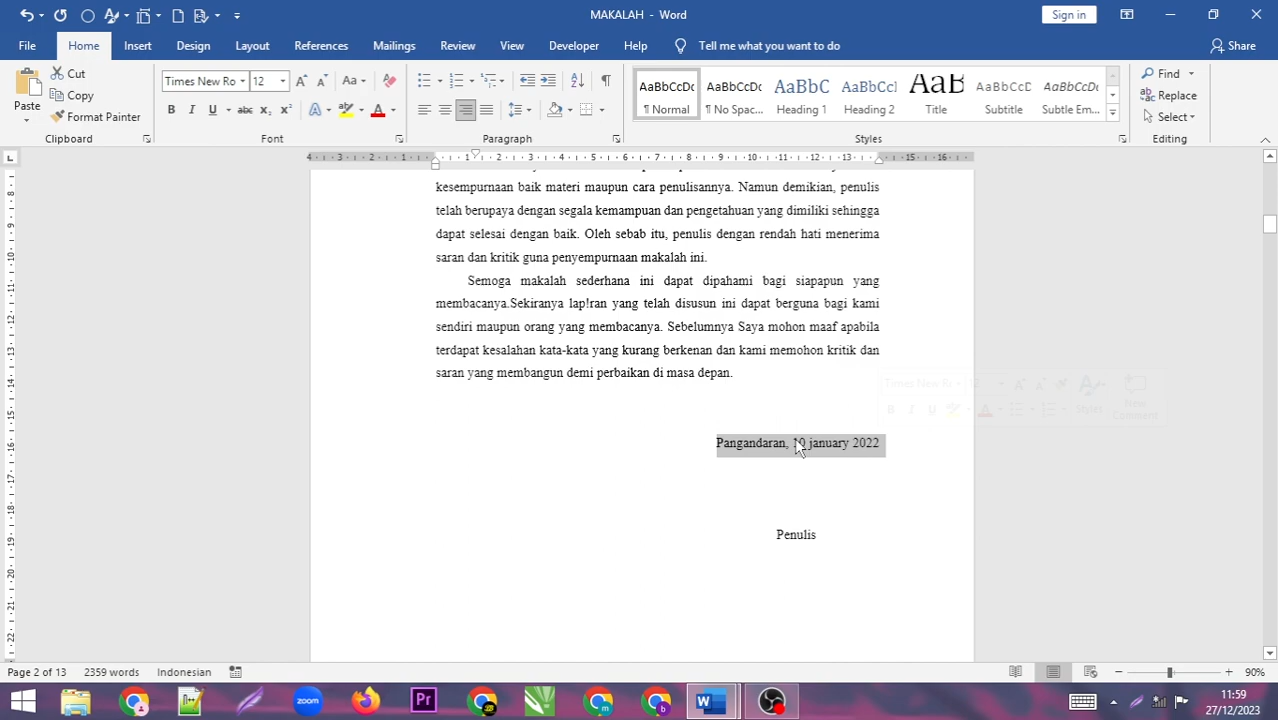 MAKALAH - Word
Sign in
File
Home
Insert
Design
Layout
References
Mailings
Review
View
Developer
Help
Tell me what you want to do
Share
Paste
Cut
Copy
Format Painter
Clipboard
Times New Ro
12
Font
Paragraph
AaBbCcDc
¶ Normal
AaBbCcDc
¶ No Spac...
AaBbC
Heading 1
AaBbCcI
Heading 2
AaB
Title
AaBbCcD
Subtitle
AaBbCcDc
Subtle Em...
Styles
Find
Replace
Select
Editing
kesempurnaan baik materi maupun cara penulisannya. Namun demikian, penulis
telah berupaya dengan segala kemampuan dan pengetahuan yang dimiliki sehingga
dapat selesai dengan baik. Oleh sebab itu, penulis dengan rendah hati menerima
saran dan kritik guna penyempurnaan makalah ini.
Semoga makalah sederhana ini dapat dipahami bagi siapapun yang
membacanya.Sekiranya lap!ran yang telah disusun ini dapat berguna bagi kami
sendiri maupun orang yang membacanya. Sebelumnya Saya mohon maaf apabila
terdapat kesalahan kata-kata yang kurang berkenan dan kami memohon kritik dan
saran yang membangun demi perbaikan di masa depan.
Pangandaran, 10 january 2022
Penulis
Page 2 of 13
2359 words
Indonesian
90%
zoom
Pr
11:59
27/12/2023